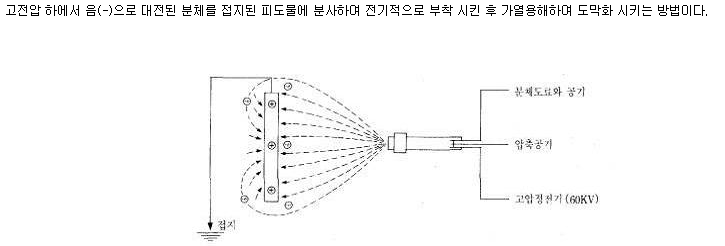 고전압 하에서 음(-)으로 대전된 분체를 접지된 피도물에 분사하여 전기적으로 부착 시킨 후 가열용해하여 도막화 시키는 방법이다.
분체도료와 공기
압축공기
고압정전기(60KV)
접지